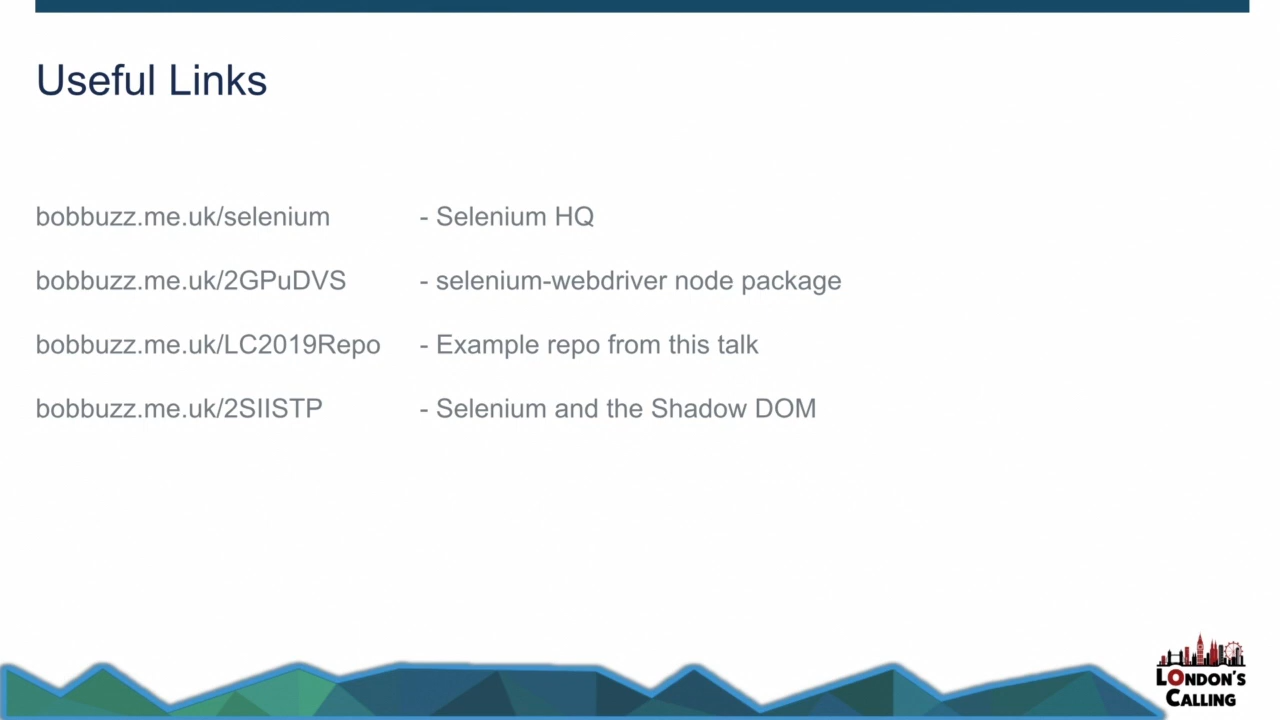 Useful Links
bobbuzz.me.uk/selenium - Selenium HQ
bobbuzz.me.uk/2GPuDVS - selenium-webdriver node package
bobbuzz.me.uk/LC2019Repo - Example repo from this talk
bobbuzz.me.uk/2SIISTP - Selenium and the Shadow DOM
LONDON'S
CALLING